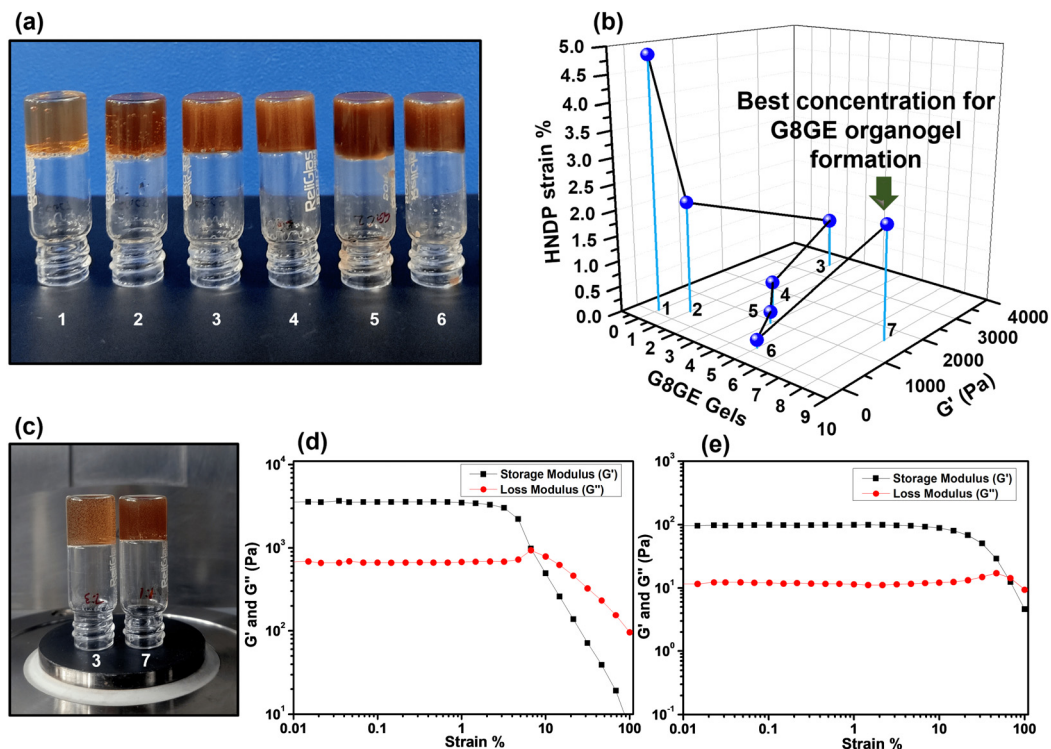 (a)
ReliGlas
1 2 3 4 5 6
(b)
HNDP strain %
5.0
4.5
4.0
3.5
3.0
2.5
2.0
1.5
1.0
0.5
0.0
Best concentration for
G8GE organogel
formation
1 2 3 4 5 6 7
0 1 2 3 4 5 6 7 8 9 10
G8GE Gels
0 1000 2000 3000 4000
G' (Pa)
(c)
3 7
(d)
G' and G'' (Pa)
10⁴
10³
10²
10¹
Storage Modulus (G')
Loss Modulus (G'')
0.01 0.1 1 10 100
Strain %
(e)
G' and G'' (Pa)
10³
10²
10¹
10⁰
10⁻¹
Storage Modulus (G')
Loss Modulus (G'')
0.01 0.1 1 10 100
Strain %